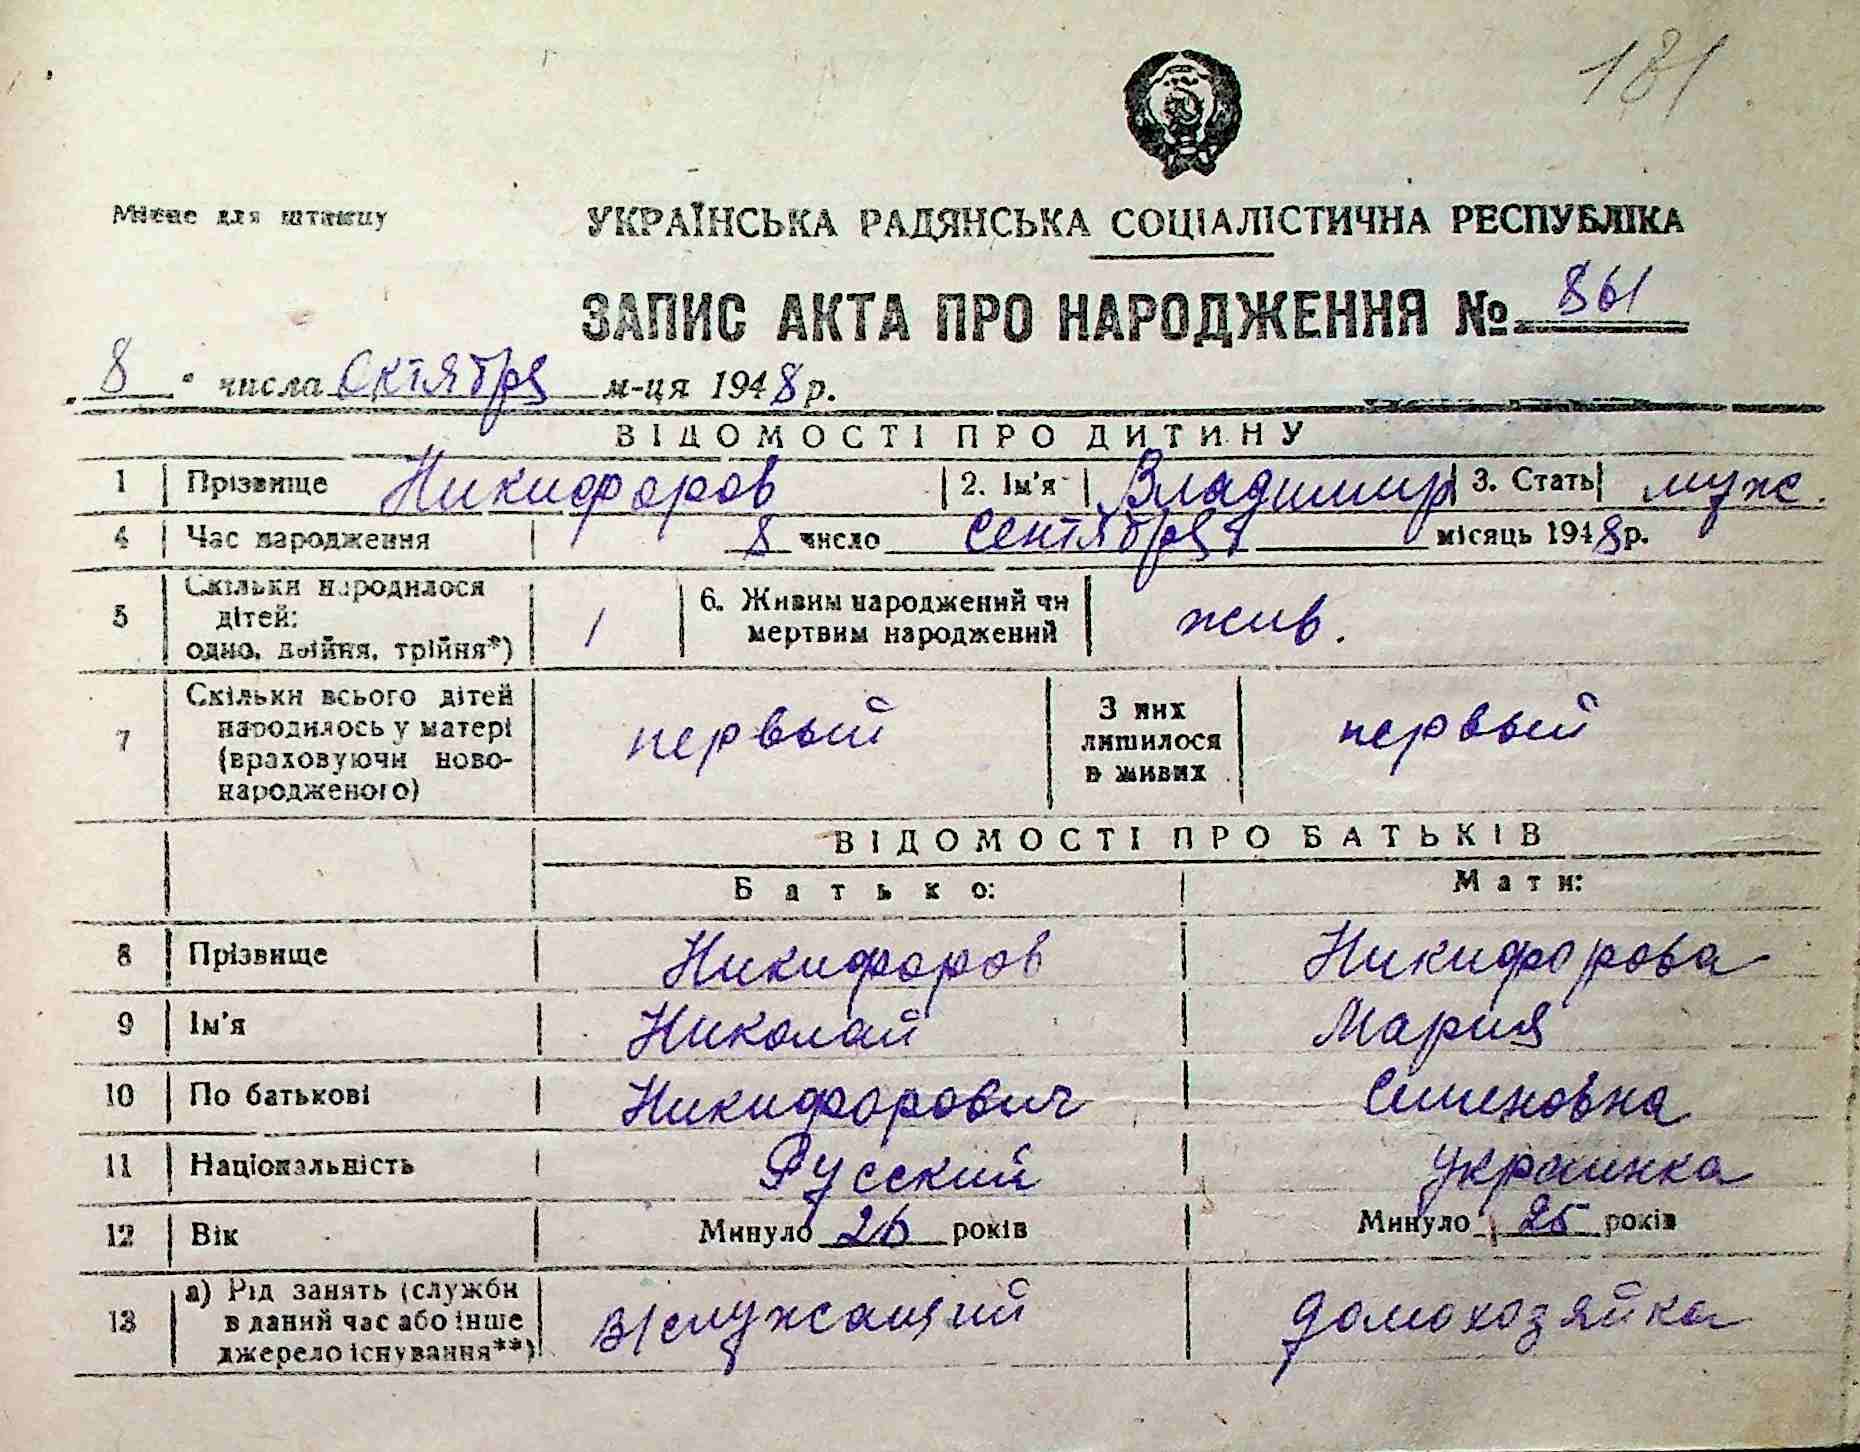 181
Місце для штампу
УКРАЇНСЬКА РАДЯНСЬКА СОЦІАЛІСТИЧНА РЕСПУБЛІКА
ЗАПИС АКТА ПРО НАРОДЖЕННЯ № 861
8 числа Октября м-ця 1948 р.
ВІДОМОСТІ ПРО ДИТИНУ
1 Прізвище Никифоров 2. Ім'я Владимир 3. Стать муж.
4 Час народження 8 число Сентября місяць 1948 р.
5 Скільки народилося дітей: одно, двійня, трійня*) 1 6. Живим народжений чи мертвим народжений жив.
7 Скільки всього дітей народилось у матері (враховуючи новонародженого) первый З них лишилося в живих первый
ВІДОМОСТІ ПРО БАТЬКІВ
Батько: Мати:
8 Прізвище Никифоров Никифорова
9 Ім'я Николай Мария
10 По батькові Никифорович Семеновна
11 Національність Русский Украинка
12 Вік Минуло 26 років Минуло 25 років
13 а) Рід занять (служби в даний час або інше джерело існування**) в/служащий домохозяйка